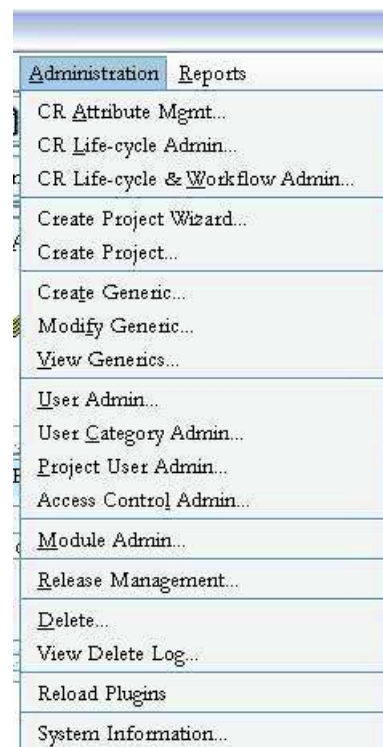 Administration Reports
CR Attribute Mgmt...
CR Life-cycle Admin...
CR Life-cycle & Workflow Admin...
Create Project Wizard...
Create Project...
Create Generic...
Modify Generic...
View Generics...
User Admin...
User Category Admin...
Project User Admin...
Access Control Admin...
Module Admin...
Release Management...
Delete...
View Delete Log...
Reload Plugins
System Information...